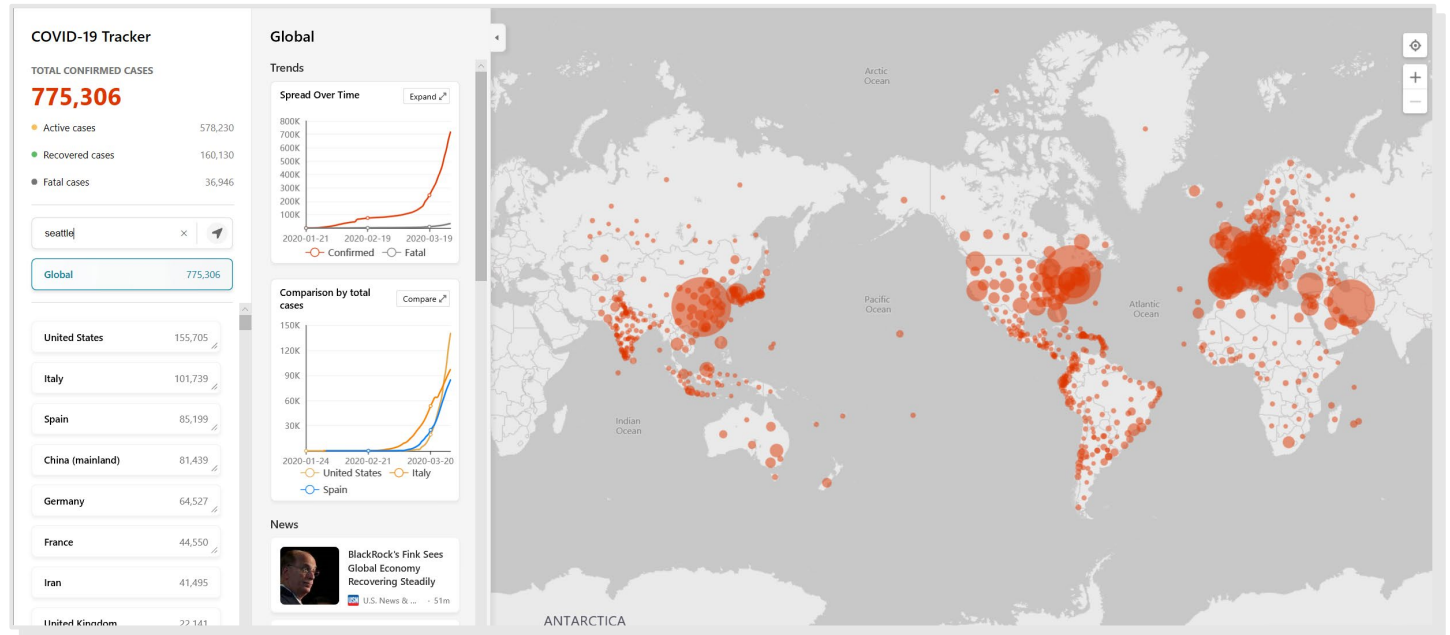 COVID-19 Tracker
TOTAL CONFIRMED CASES
775,306
Active cases 578,230
Recovered cases 160,130
Fatal cases 36,946
seattle
Global 775,306
United States 155,705
Italy 101,739
Spain 85,199
China (mainland) 81,439
Germany 64,527
France 44,550
Iran 41,495
United Kingdom 22,141
Global
Trends
Spread Over Time Expand
800K
700K
600K
500K
400K
300K
200K
100K
2020-01-21 2020-02-19 2020-03-19
Confirmed Fatal
Comparison by total
cases
Compare
150K
120K
90K
60K
30K
2020-01-24 2020-02-21 2020-03-20
United States Italy
Spain
News
BlackRock's Fink Sees
Global Economy
Recovering Steadily
U.S. News & ... · 51m
Arctic
Ocean
Pacific
Ocean
Atlantic
Ocean
Indian
Ocean
ANTARCTICA